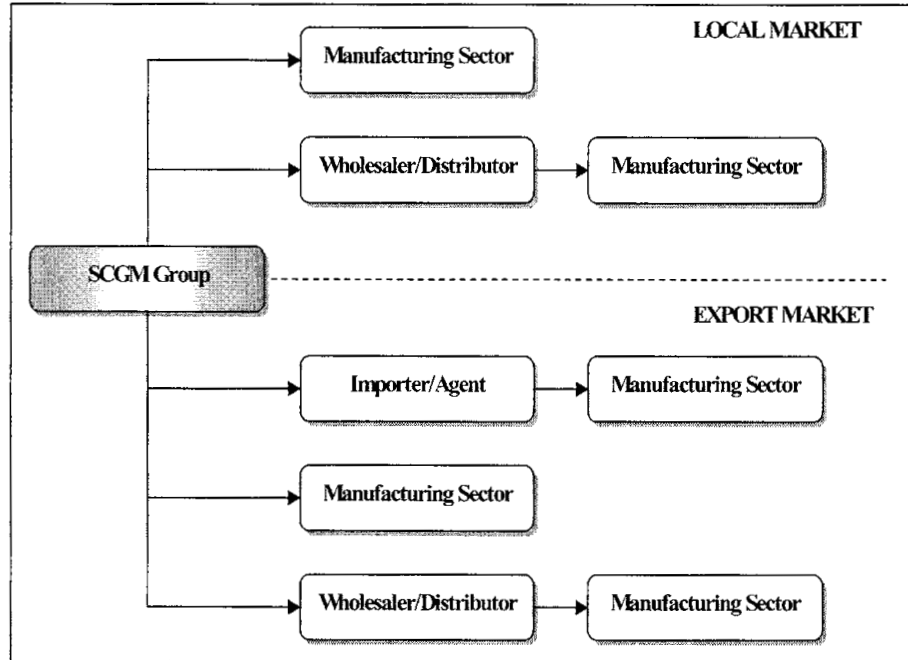 LOCAL MARKET
Manufacturing Sector
Wholesaler/Distributor
Manufacturing Sector
SCGM Group
EXPORT MARKET
Importer/Agent
Manufacturing Sector
Manufacturing Sector
Wholesaler/Distributor
Manufacturing Sector